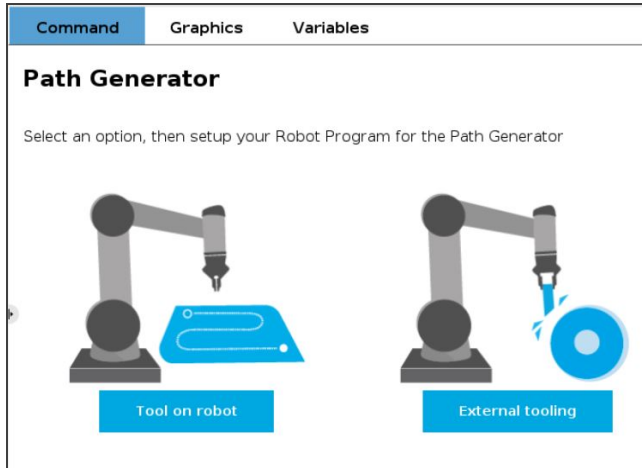 Command Graphics Variables
Path Generator
Select an option, then setup your Robot Program for the Path Generator
Tool on robot External tooling